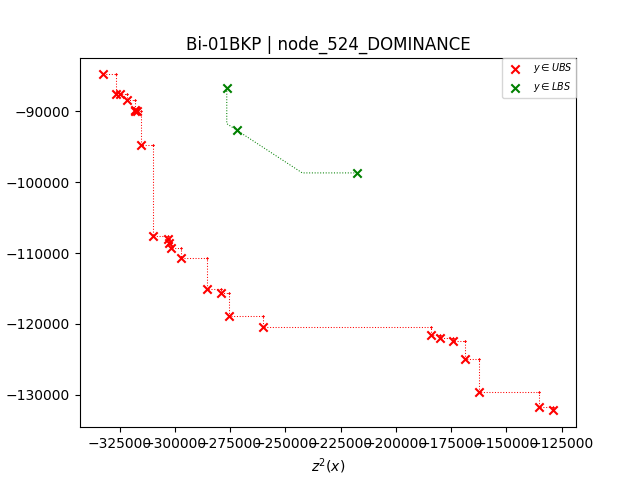 Bi-01BKP | node_524_DOMINANCE
y ∈ UBS
y ∈ LBS
−90000
−100000
−110000
−120000
−130000
−325000 −300000 −275000 −250000 −225000 −200000 −175000 −150000 −125000
z²(x)